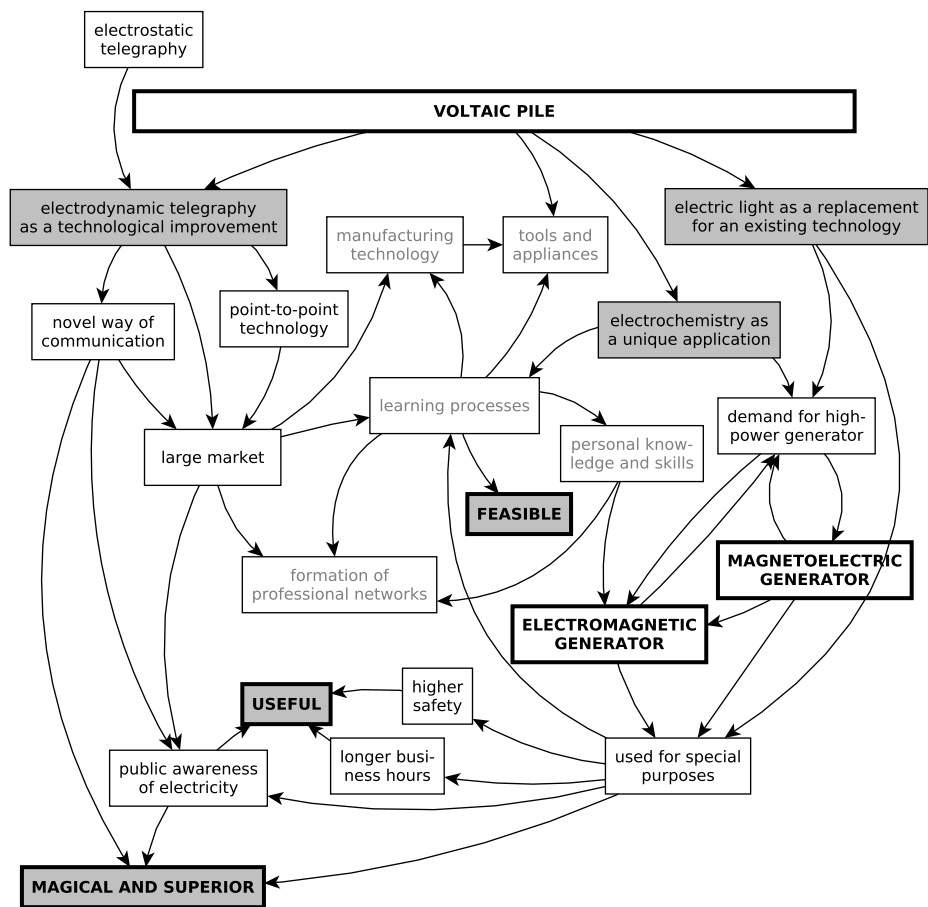 electrostatic
telegraphy
VOLTAIC PILE
electrodynamic telegraphy
as a technological improvement
electric light as a replacement
for an existing technology
manufacturing
technology
tools and
appliances
novel way of
communication
point-to-point
technology
electrochemistry as
a unique application
learning processes
demand for high-
power generator
large market
personal know-
ledge and skills
FEASIBLE
MAGNETOELECTRIC
GENERATOR
formation of
professional networks
ELECTROMAGNETIC
GENERATOR
higher
safety
USEFUL
longer busi-
ness hours
used for special
purposes
public awareness
of electricity
MAGICAL AND SUPERIOR